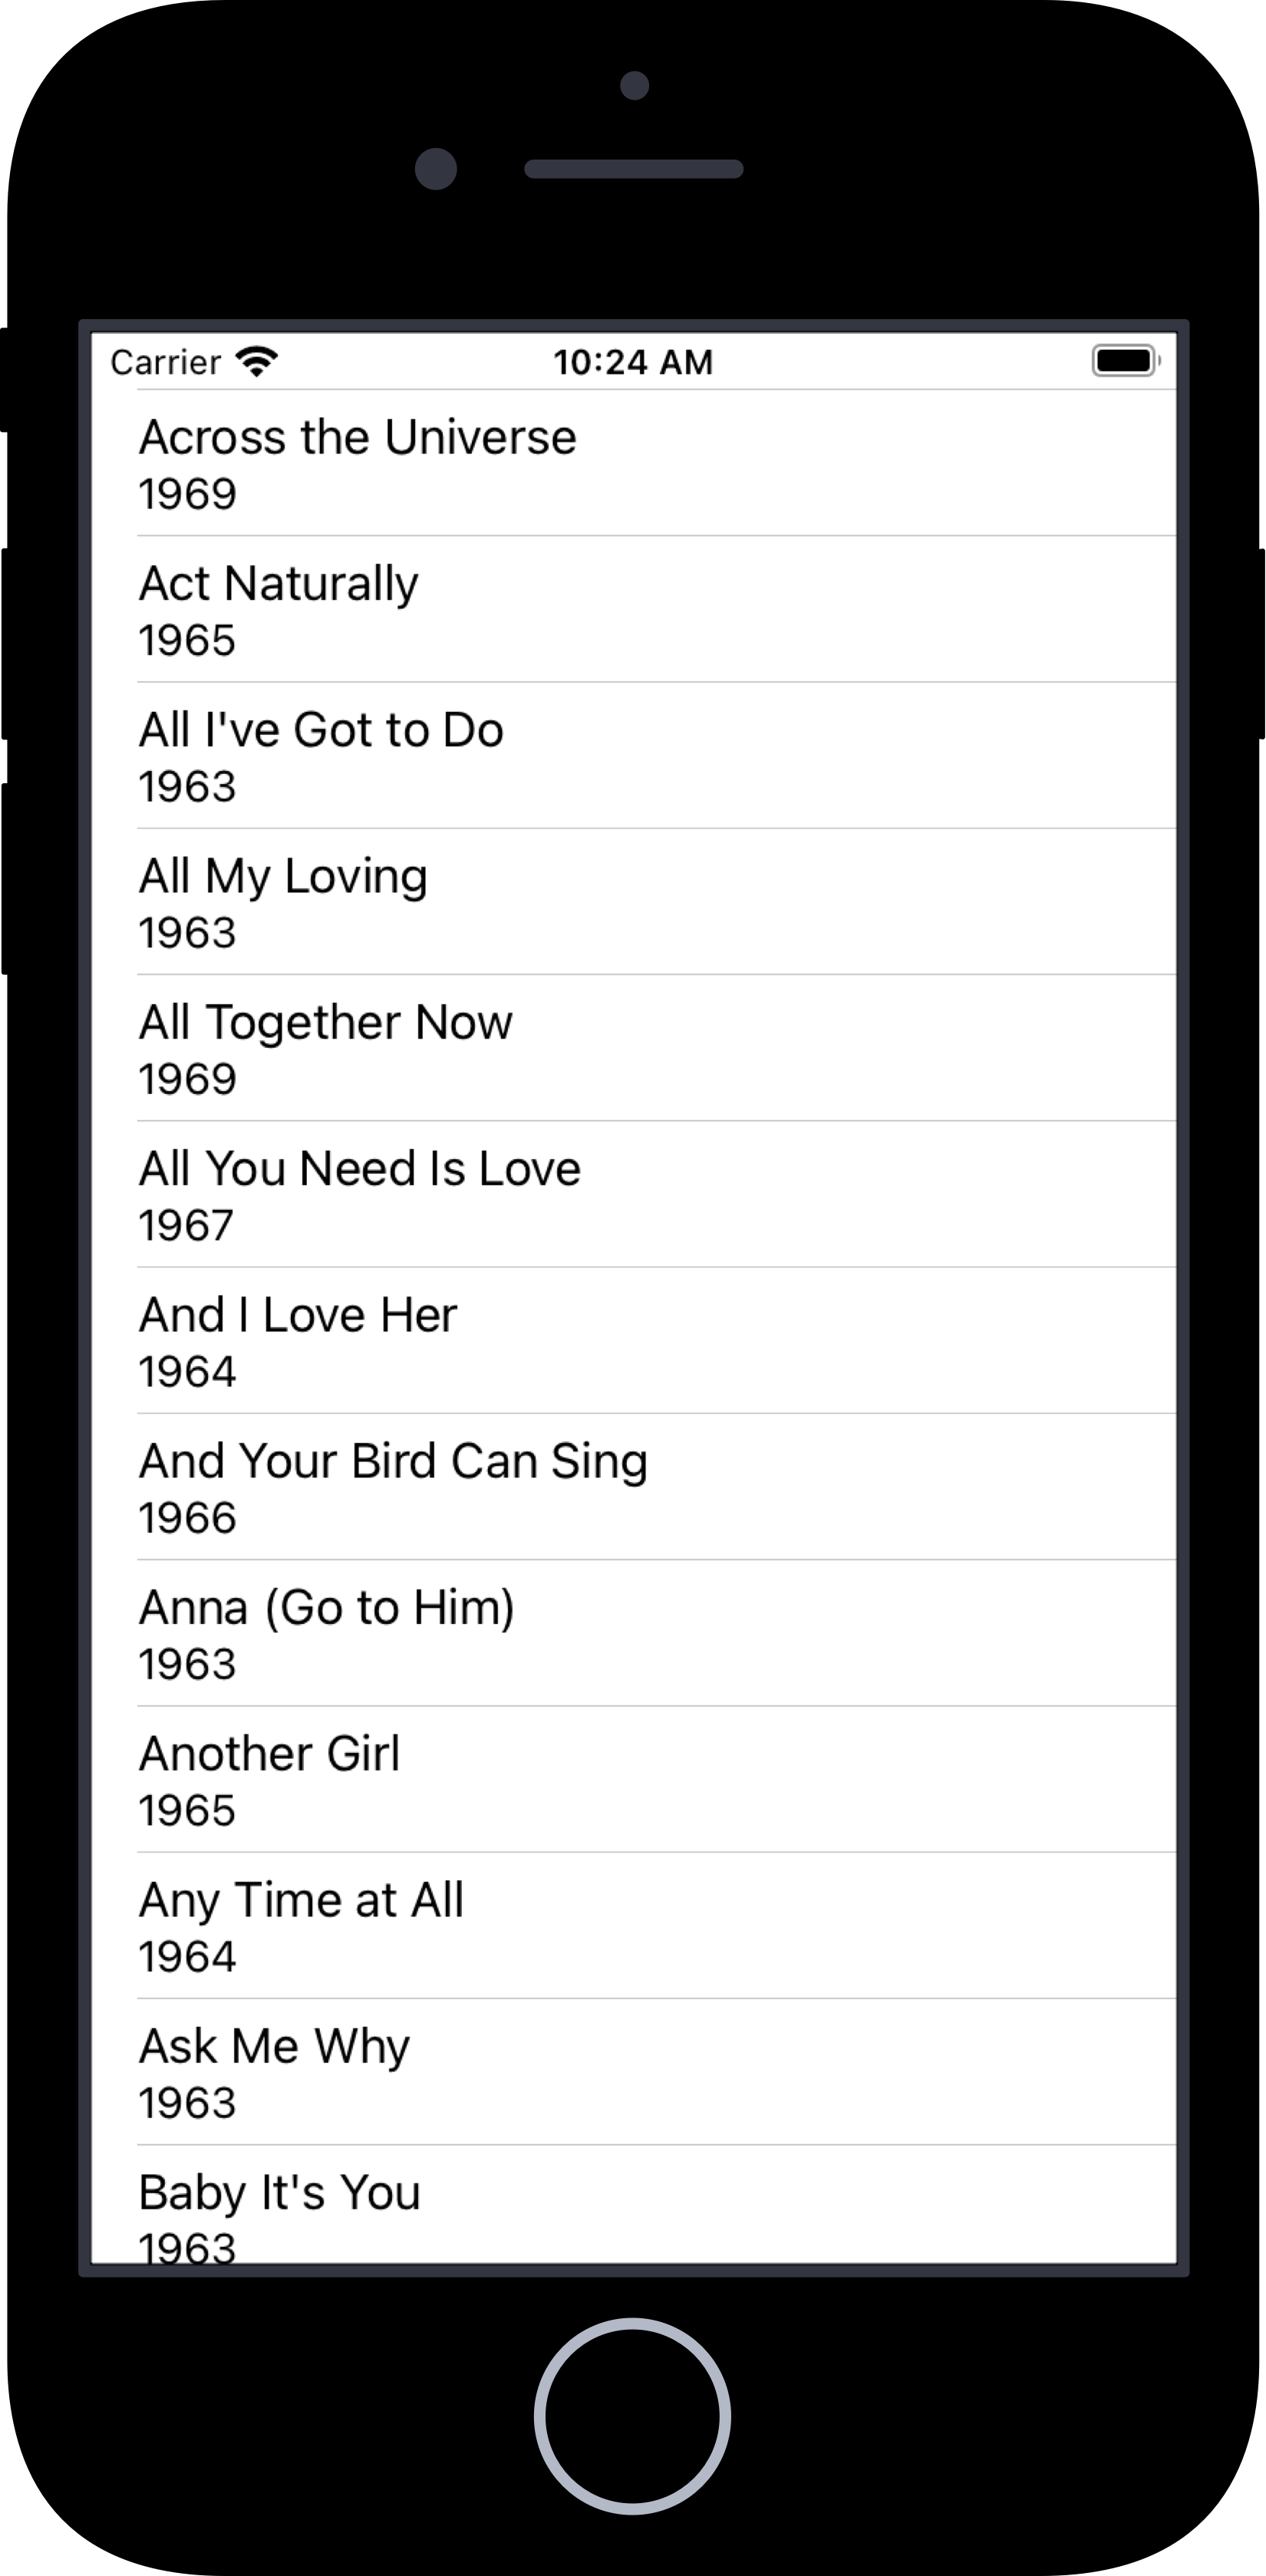 Carrier 10:24 AM
Across the Universe
1969
Act Naturally
1965
All I've Got to Do
1963
All My Loving
1963
All Together Now
1969
All You Need Is Love
1967
And I Love Her
1964
And Your Bird Can Sing
1966
Anna (Go to Him)
1963
Another Girl
1965
Any Time at All
1964
Ask Me Why
1963
Baby It's You
1963